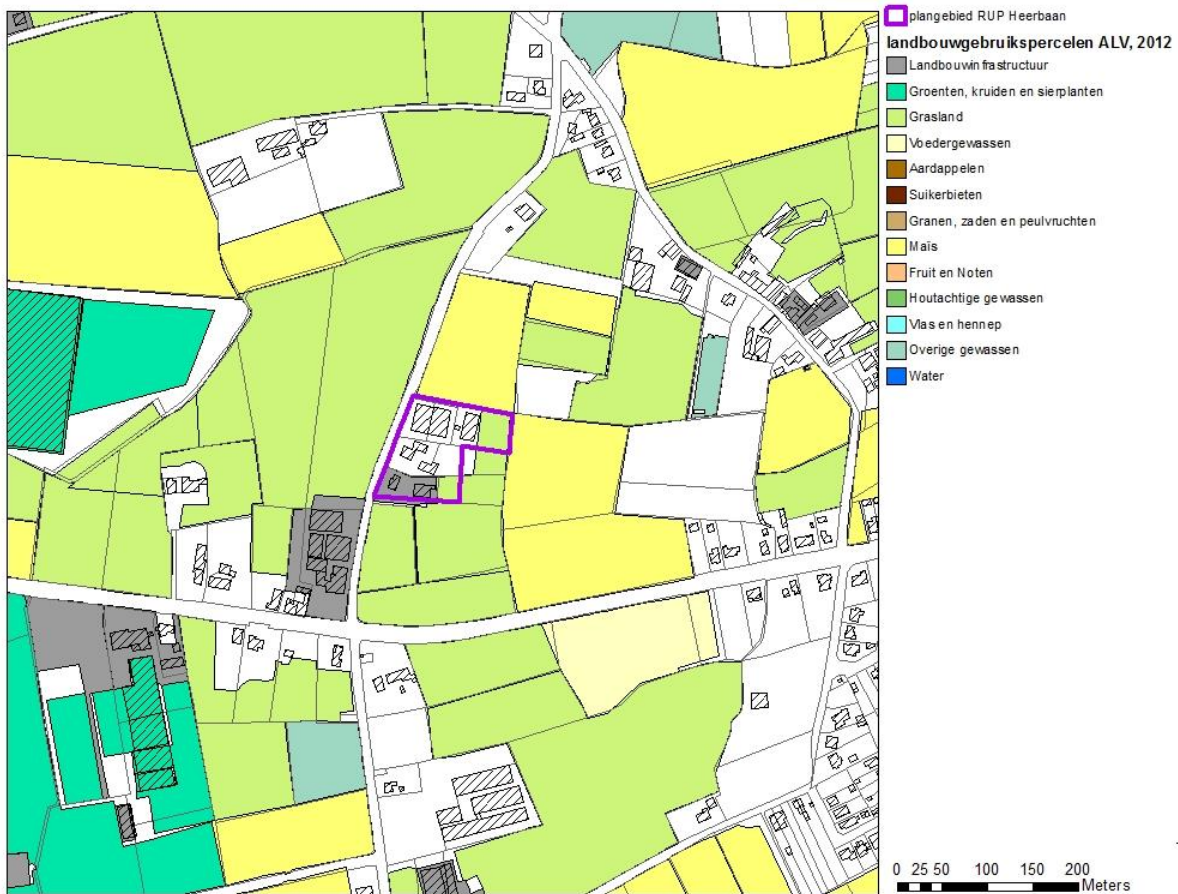 plangebied RUP Heerbaan
landbouwgebruikspercelen ALV, 2012
Landbouwinfrastructuur
Groenten, kruiden en sierplanten
Grasland
Voedergewassen
Aardappelen
Suikerbieten
Granen, zaden en peulvruchten
Maïs
Fruit en Noten
Houtachtige gewassen
Vlas en hennep
Overige gewassen
Water
0 25 50 100 150 200
Meters